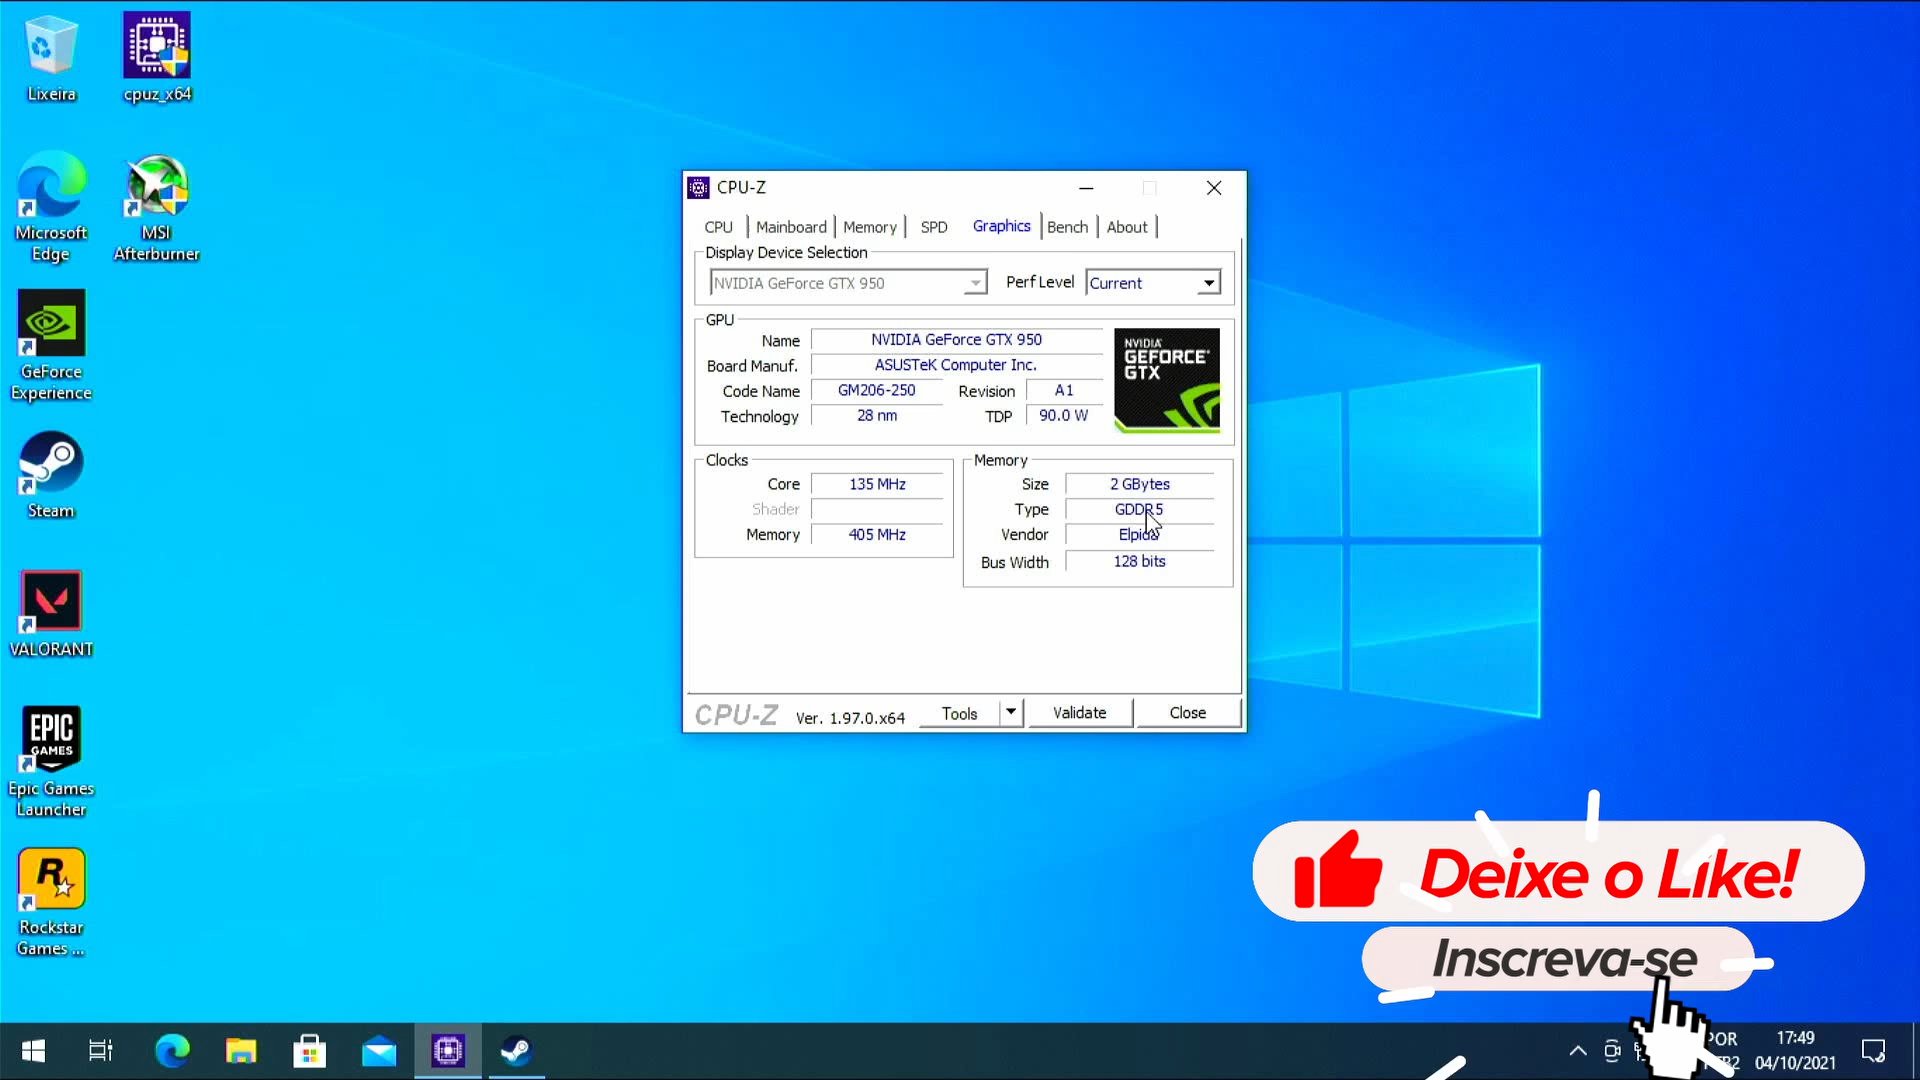 Lixeira
cpuz_x64
Microsoft
Edge
MSI
Afterburner
GeForce
Experience
Steam
VALORANT
EPIC
GAMES
Epic Games
Launcher
R
Rockstar
Games ...
CPU-Z
CPU Mainboard Memory SPD Graphics Bench About
Display Device Selection
NVIDIA GeForce GTX 950 Perf Level Current
GPU
Name NVIDIA GeForce GTX 950
Board Manuf. ASUSTeK Computer Inc.
Code Name GM206-250 Revision A1
Technology 28 nm TDP 90.0 W
NVIDIA
GEFORCE
GTX
Clocks
Core 135 MHz
Shader
Memory 405 MHz
Memory
Size 2 GBytes
Type GDDR5
Vendor Elpida
Bus Width 128 bits
CPU-Z Ver. 1.97.0.x64 Tools Validate Close
Deixe o Like!
Inscreva-se
POR 17:49
04/10/2021